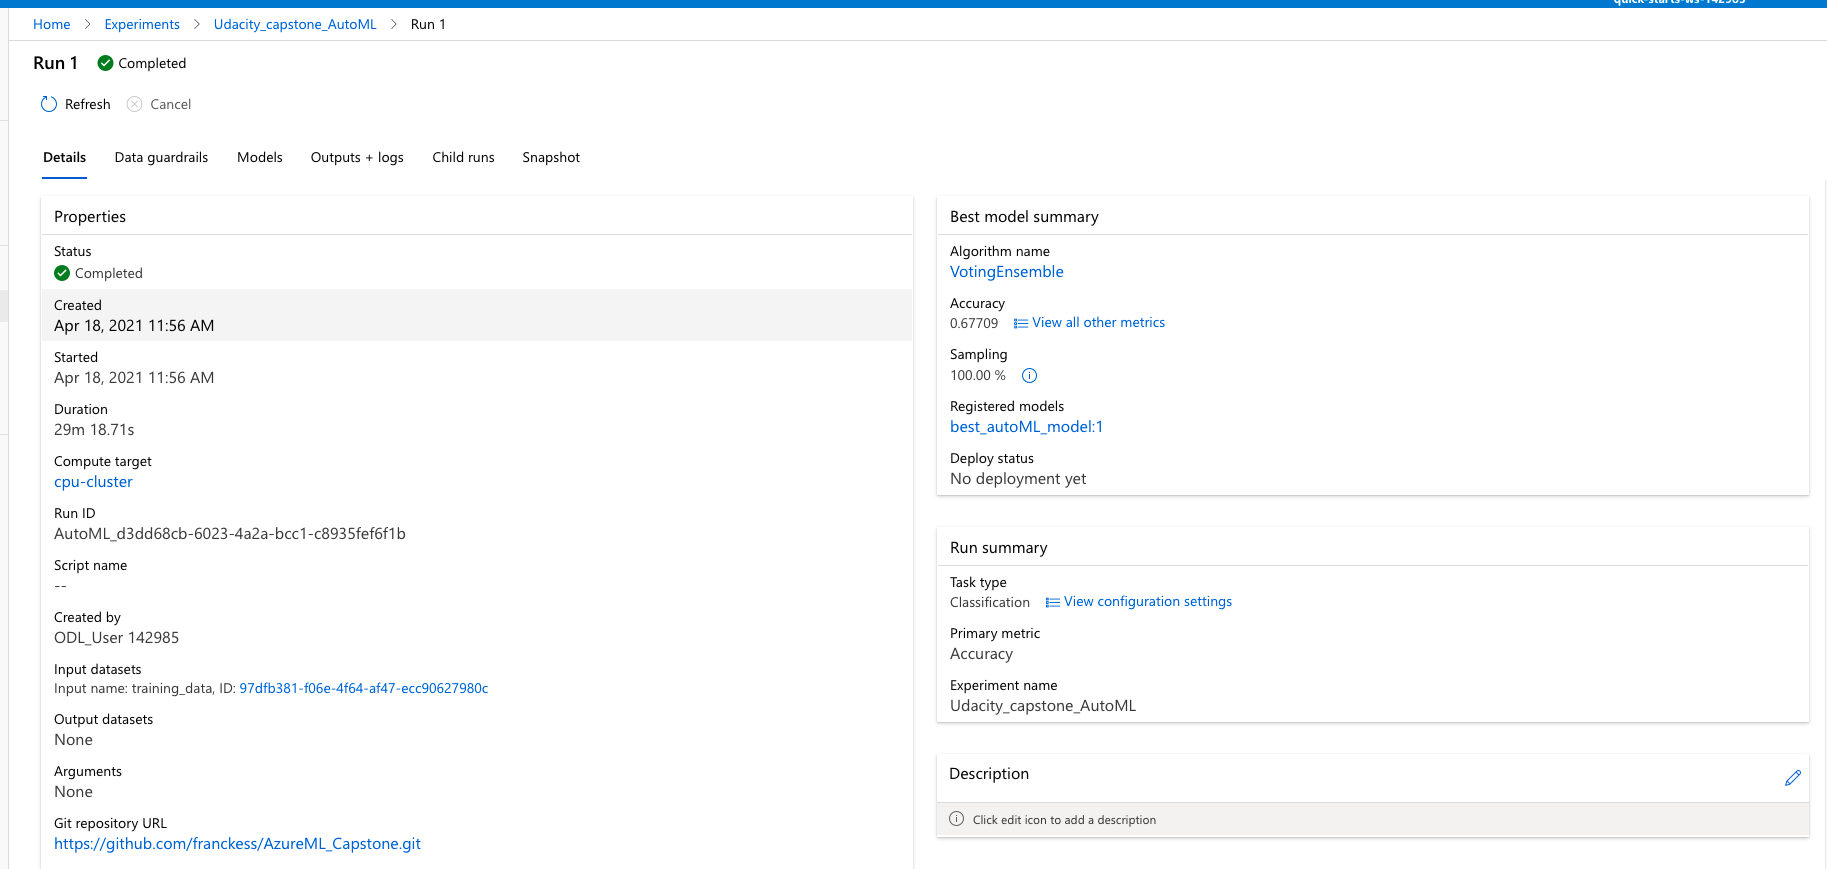 Home > Experiments > Udacity_capstone_AutoML > Run 1
Run 1 Completed
Refresh Cancel
Details Data guardrails Models Outputs + logs Child runs Snapshot
Properties
Status
Completed
Created
Apr 18, 2021 11:56 AM
Started
Apr 18, 2021 11:56 AM
Duration
29m 18.71s
Compute target
cpu-cluster
Run ID
AutoML_d3dd68cb-6023-4a2a-bcc1-c8935fef6f1b
Script name
--
Created by
ODL_User 142985
Input datasets
Input name: training_data, ID: 97dfb381-f06e-4f64-af47-ecc90627980c
Output datasets
None
Arguments
None
Git repository URL
https://github.com/franckess/AzureML_Capstone.git
Best model summary
Algorithm name
VotingEnsemble
Accuracy
0.67709 View all other metrics
Sampling
100.00 %
Registered models
best_autoML_model:1
Deploy status
No deployment yet
Run summary
Task type
Classification View configuration settings
Primary metric
Accuracy
Experiment name
Udacity_capstone_AutoML
Description
Click edit icon to add a description